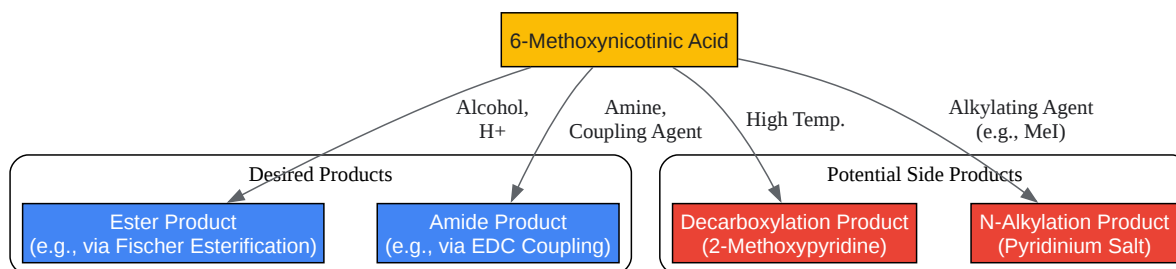 6-Methoxynicotinic Acid
Alcohol,
H+
Amine,
Coupling Agent
High Temp.
Alkylating Agent
(e.g., MeI)
Desired Products
Potential Side Products
Ester Product
(e.g., via Fischer Esterification)
Amide Product
(e.g., via EDC Coupling)
Decarboxylation Product
(2-Methoxypyridine)
N-Alkylation Product
(Pyridinium Salt)